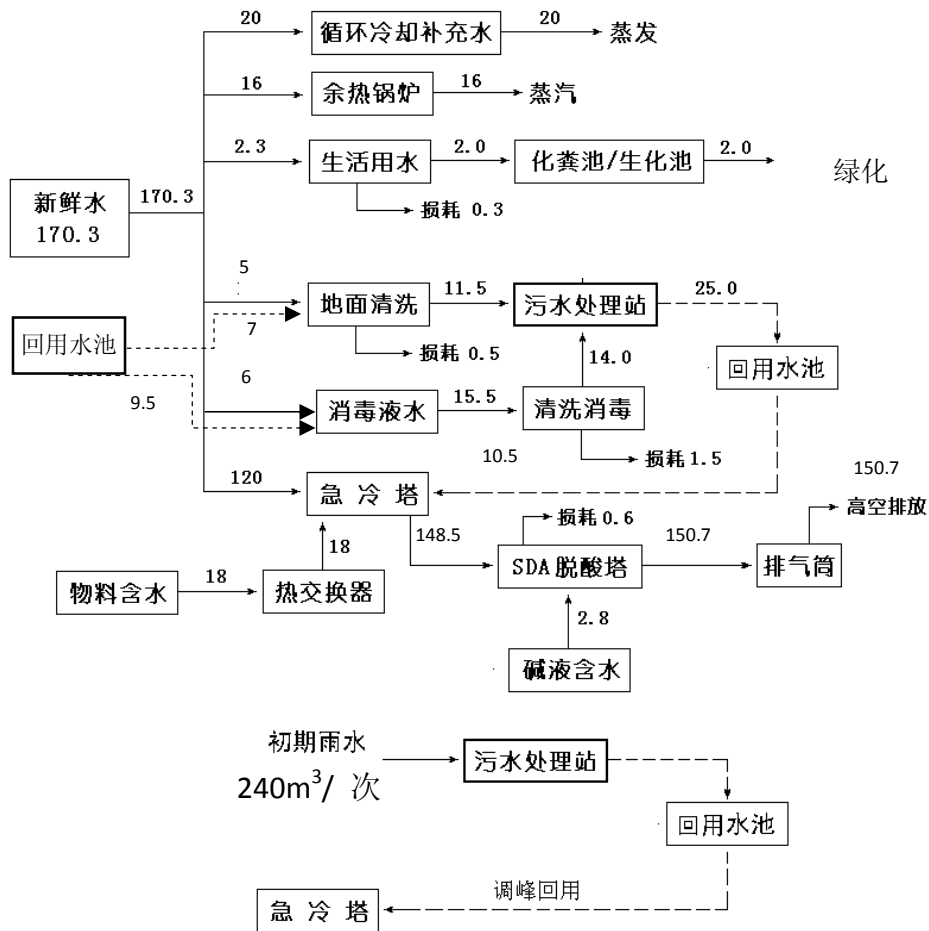 20
循环冷却补充水
20
蒸发
16
余热锅炉
16
蒸汽
2.3
生活用水
2.0
化粪池/生化池
2.0
绿化
损耗 0.3
新鲜水
170.3
170.3
5
地面清洗
11.5
污水处理站
25.0
回用水池
7
损耗 0.5
14.0
回用水池
9.5
6
消毒液水
15.5
清洗消毒
损耗1.5
10.5
120
急冷塔
150.7
高空排放
148.5
损耗0.6
18
SDA脱酸塔
150.7
排气筒
物料含水
18
热交换器
2.8
碱液含水
初期雨水
240m³/ 次
污水处理站
回用水池
调峰回用
急冷塔